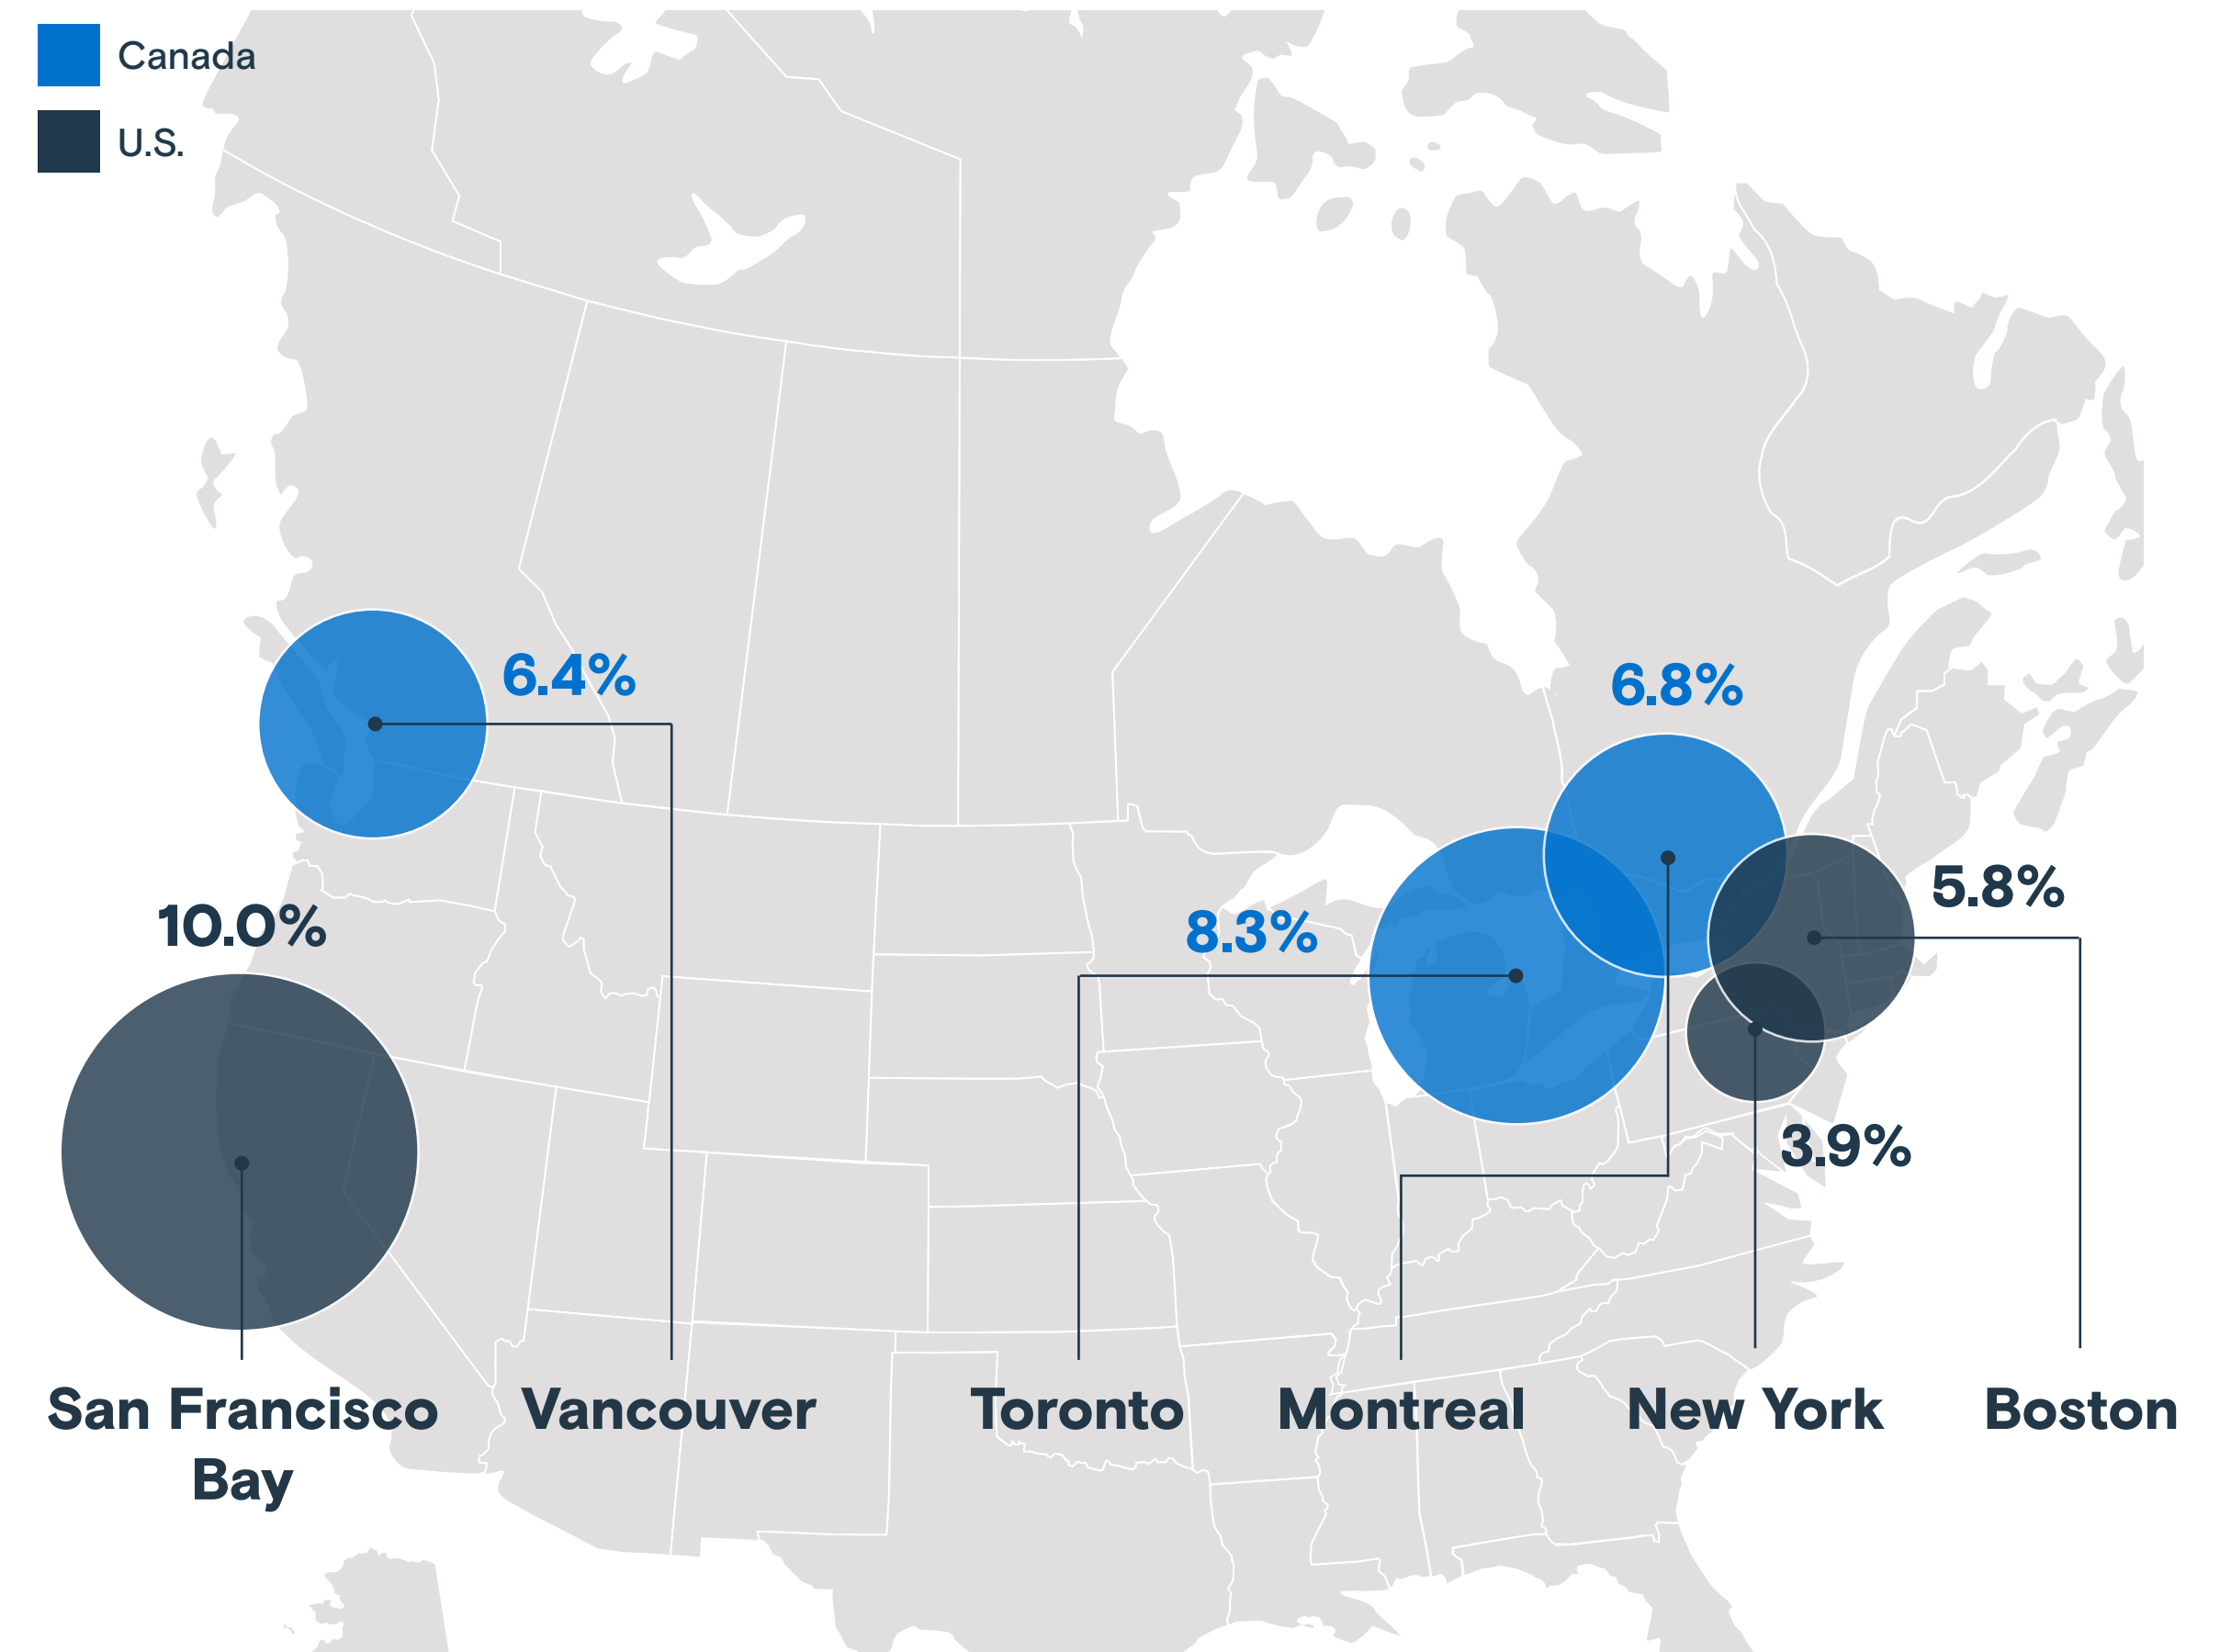 Canada
U.S.
6.4%
6.8%
10.0%
8.3%
5.8%
3.9%
San Francisco
Bay
Vancouver
Toronto
Montreal
New York
Boston